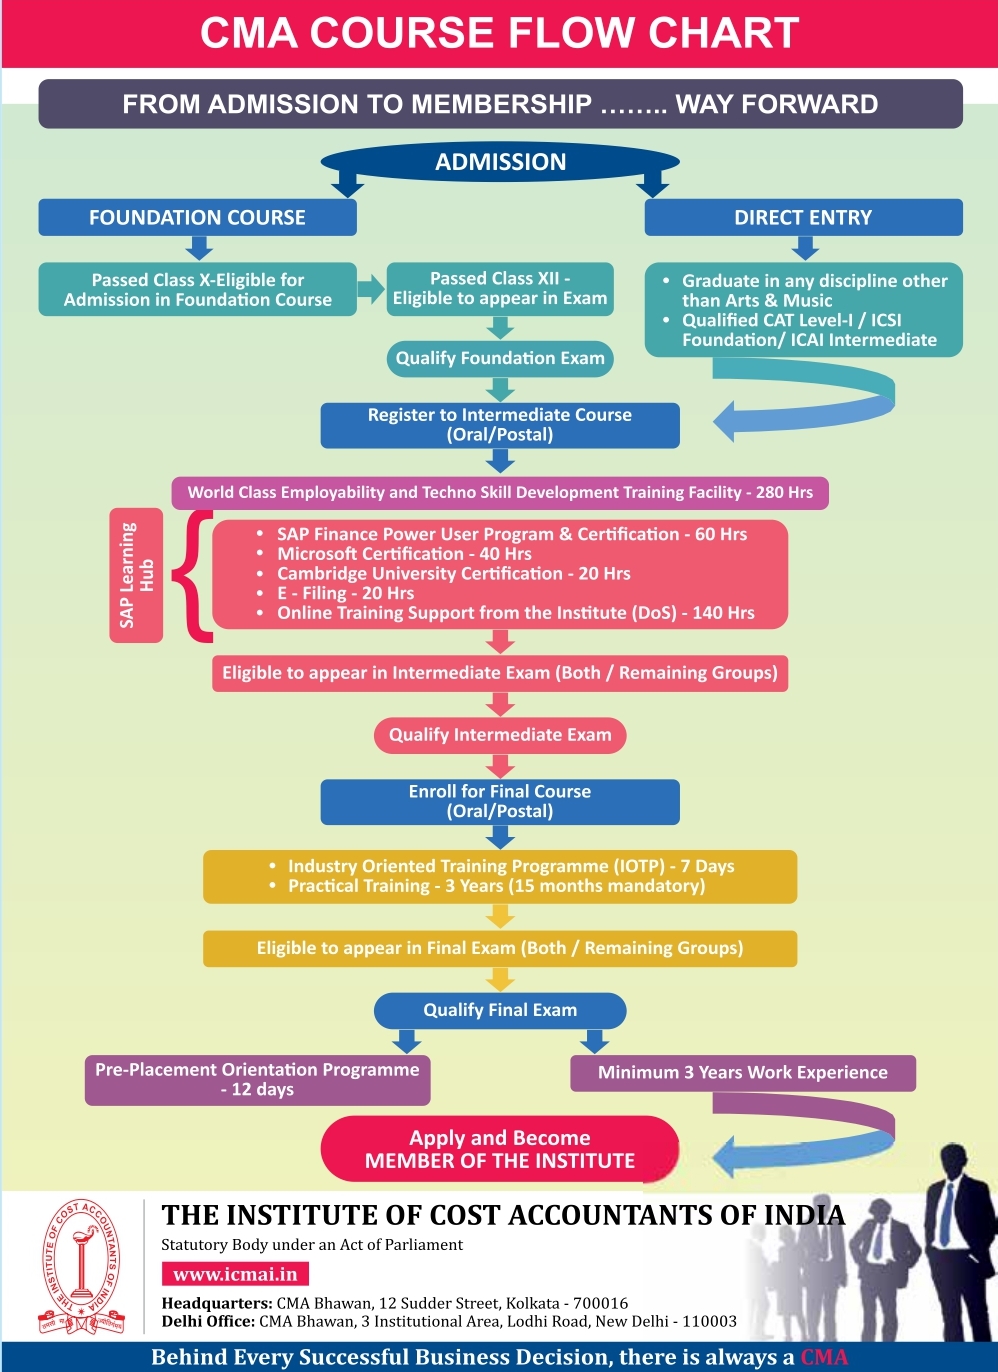 CMA COURSE FLOW CHART
FROM ADMISSION TO MEMBERSHIP …….. WAY FORWARD
ADMISSION
FOUNDATION COURSE
DIRECT ENTRY
Passed Class X-Eligible for
Admission in Foundation Course
Passed Class XII -
Eligible to appear in Exam
• Graduate in any discipline other
than Arts & Music
• Qualified CAT Level-I / ICSI
Foundation/ ICAI Intermediate
Qualify Foundation Exam
Register to Intermediate Course
(Oral/Postal)
World Class Employability and Techno Skill Development Training Facility - 280 Hrs
SAP Learning
Hub
• SAP Finance Power User Program & Certification - 60 Hrs
• Microsoft Certification - 40 Hrs
• Cambridge University Certification - 20 Hrs
• E - Filing - 20 Hrs
• Online Training Support from the Institute (DoS) - 140 Hrs
Eligible to appear in Intermediate Exam (Both / Remaining Groups)
Qualify Intermediate Exam
Enroll for Final Course
(Oral/Postal)
• Industry Oriented Training Programme (IOTP) - 7 Days
• Practical Training - 3 Years (15 months mandatory)
Eligible to appear in Final Exam (Both / Remaining Groups)
Qualify Final Exam
Pre-Placement Orientation Programme
- 12 days
Minimum 3 Years Work Experience
Apply and Become
MEMBER OF THE INSTITUTE
THE INSTITUTE OF COST ACCOUNTANTS OF INDIA
THE INSTITUTE OF COST ACCOUNTANTS OF INDIA
Statutory Body under an Act of Parliament
www.icmai.in
Headquarters: CMA Bhawan, 12 Sudder Street, Kolkata - 700016
Delhi Office: CMA Bhawan, 3 Institutional Area, Lodhi Road, New Delhi - 110003
Behind Every Successful Business Decision, there is always a CMA